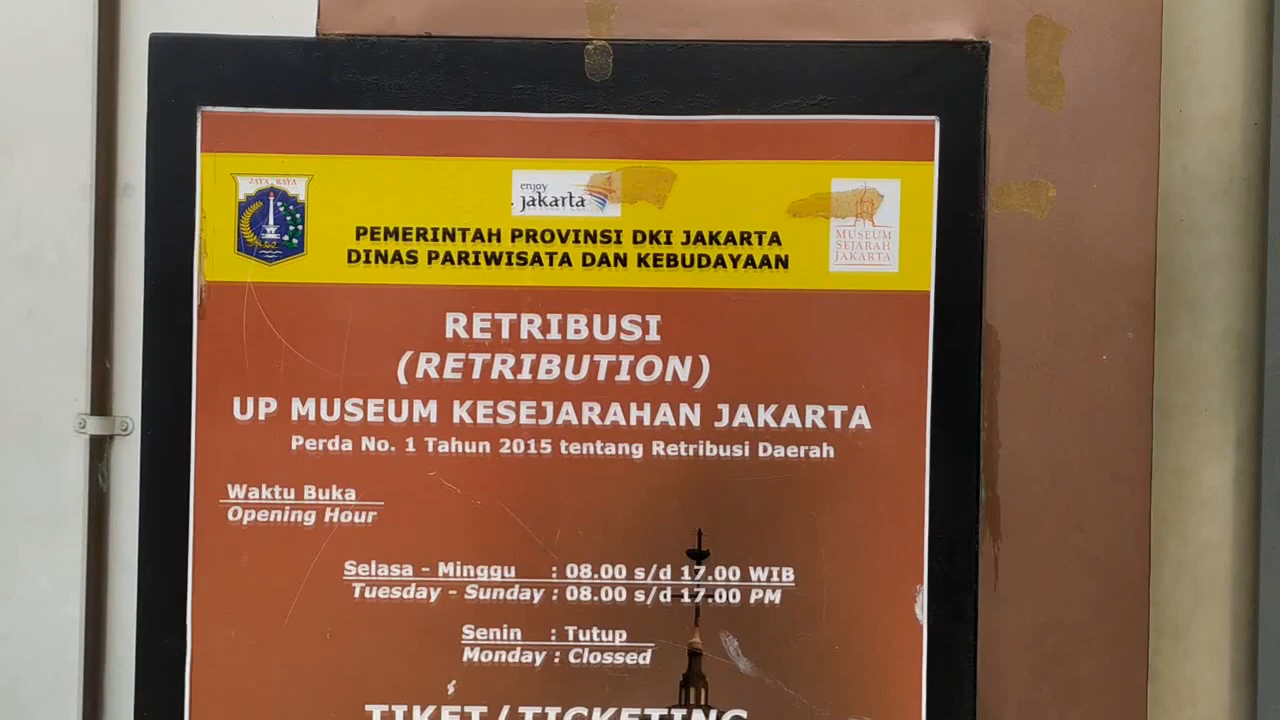 JAYA RAYA
enjoy
jakarta
MUSEUM
SEJARAH
JAKARTA
PEMERINTAH PROVINSI DKI JAKARTA
DINAS PARIWISATA DAN KEBUDAYAAN
RETRIBUSI
(RETRIBUTION)
UP MUSEUM KESEJARAHAN JAKARTA
Perda No. 1 Tahun 2015 tentang Retribusi Daerah
Waktu Buka
Opening Hour
Selasa - Minggu : 08.00 s/d 17.00 WIB
Tuesday - Sunday : 08.00 s/d 17.00 PM
Senin : Tutup
Monday : Clossed
TIKET/TICKETING